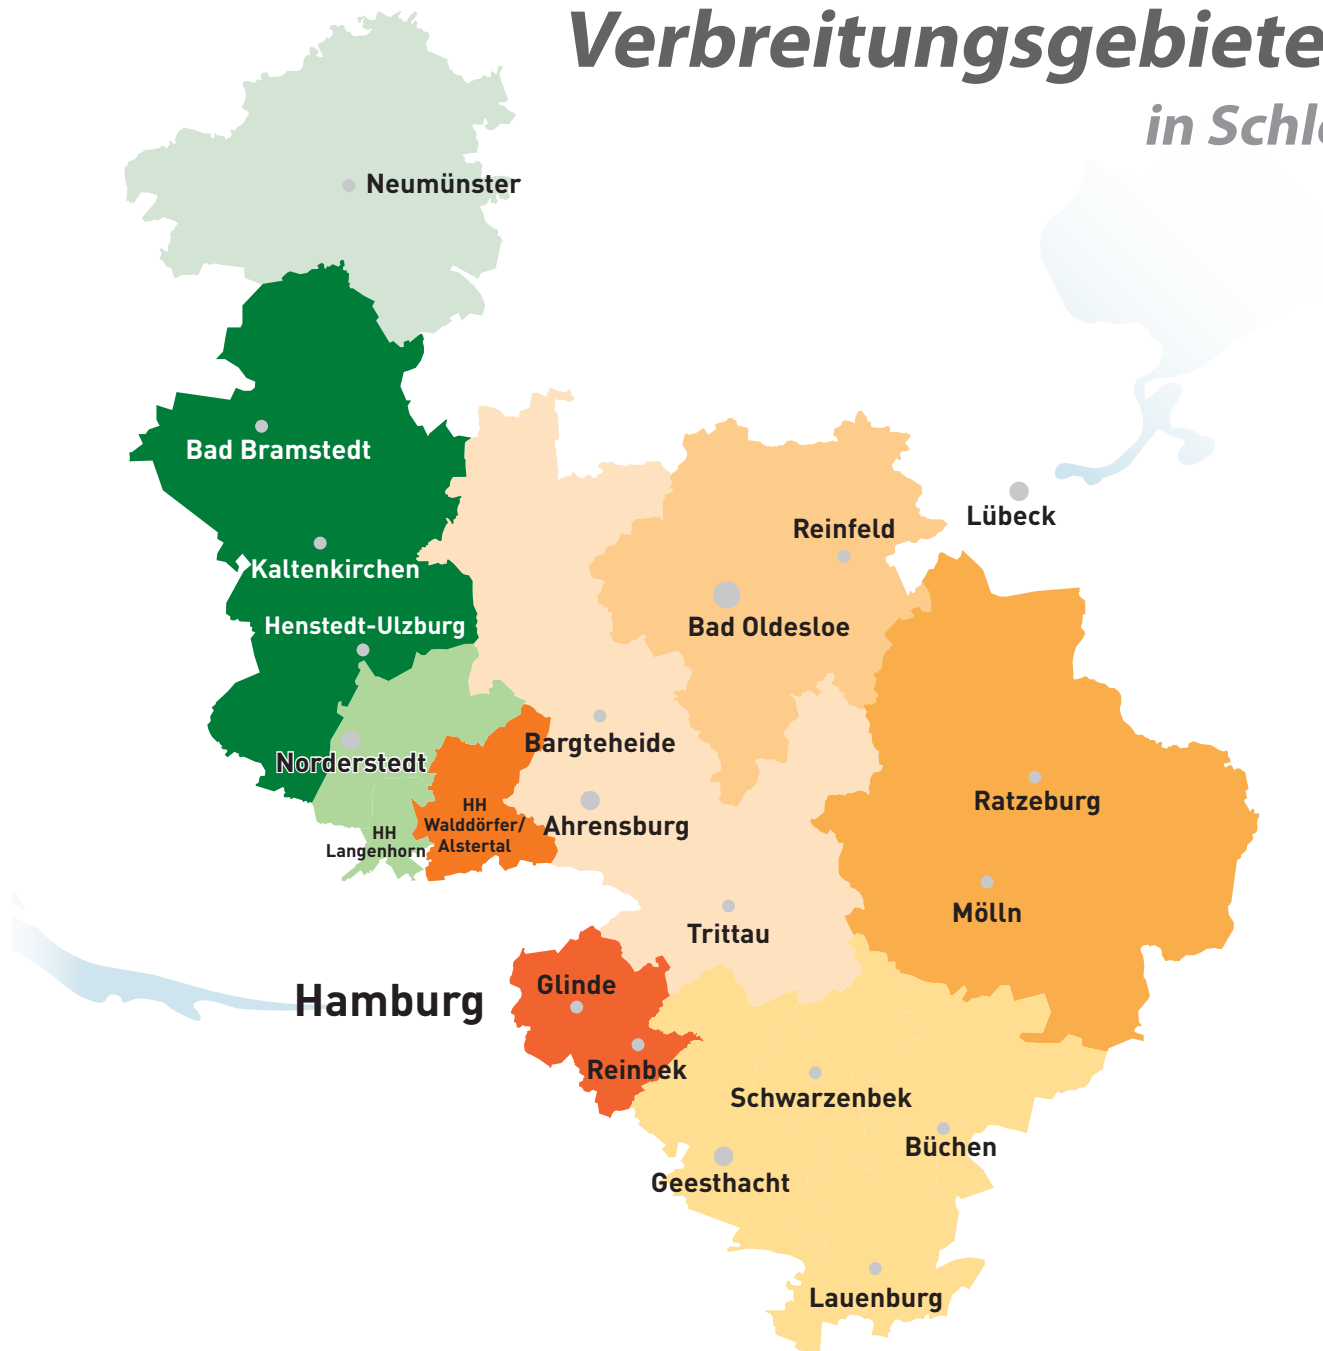 Verbreitungsgebiete
in Schl
Neumünster
Bad Bramstedt
Lübeck
Reinfeld
Kaltenkirchen
Henstedt-Ulzburg
Bad Oldesloe
Bargteheide
Norderstedt
Ratzeburg
HH
Walddörfer/
Alstertal
Ahrensburg
HH
Langenhorn
Mölln
Trittau
Glinde
Hamburg
Reinbek
Schwarzenbek
Büchen
Geesthacht
Lauenburg